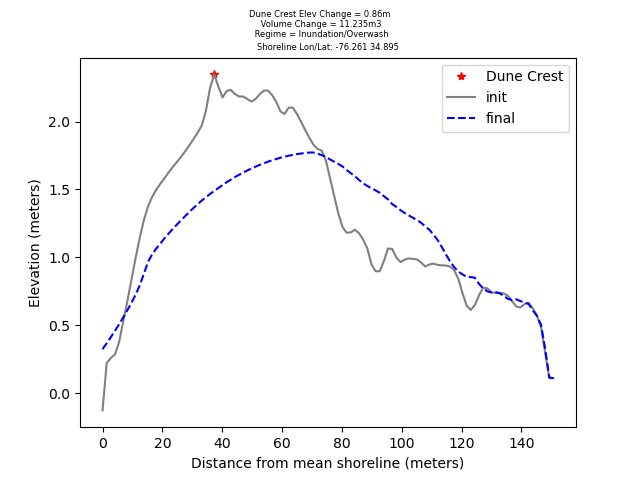 Dune Crest Elev Change = 0.86m
Volume Change = 11.235m3
Regime = Inundation/Overwash
Shoreline Lon/Lat: -76.261 34.895
Dune Crest
init
final
2.0
1.5
1.0
0.5
0.0
Elevation (meters)
0 20 40 60 80 100 120 140
Distance from mean shoreline (meters)